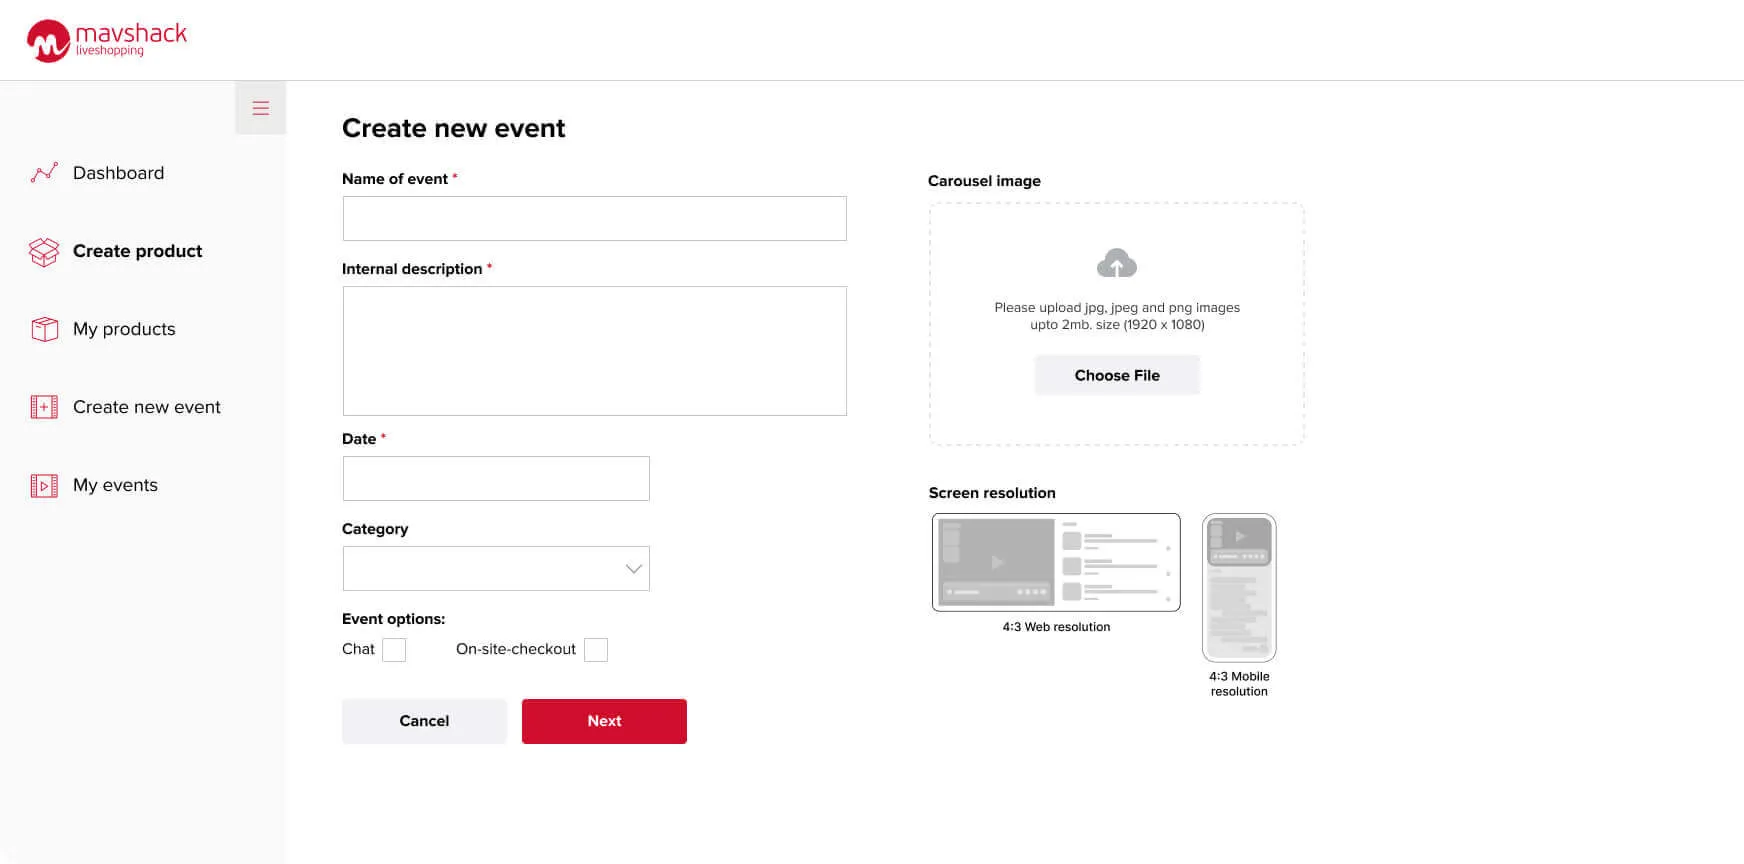 mavshack
liveshopping
Dashboard
Create product
My products
Create new event
My events
Create new event
Name of event *
Internal description *
Date *
Category
Event options:
Chat
On-site-checkout
Cancel
Next
Carousel image
Please upload jpg, jpeg and png images
upto 2mb. size (1920 x 1080)
Choose File
Screen resolution
4:3 Web resolution
4:3 Mobile
resolution